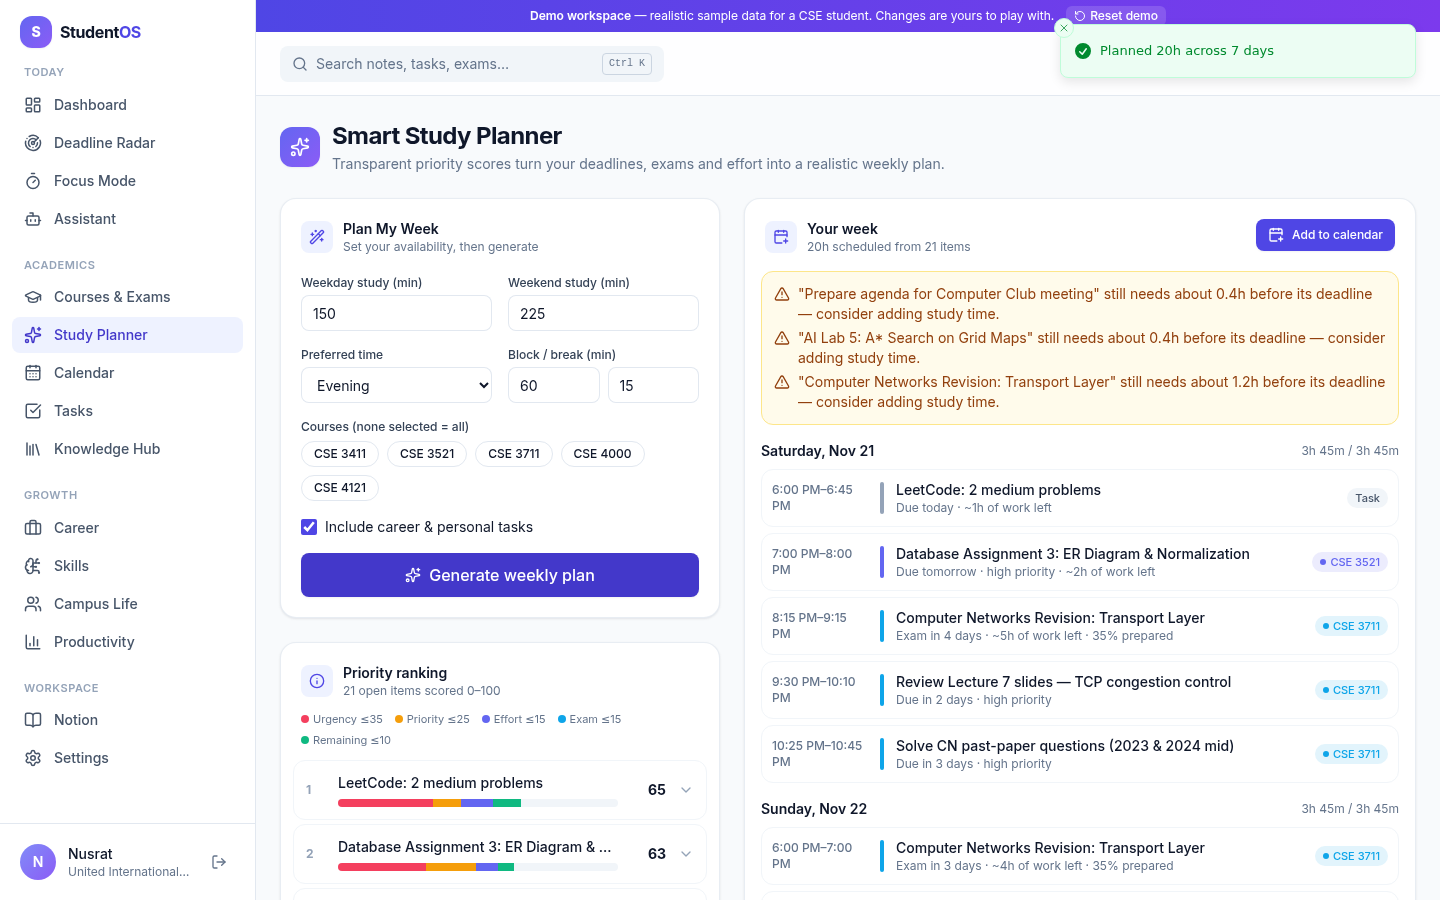 S StudentOS
TODAY
Dashboard
Deadline Radar
Focus Mode
Assistant
ACADEMICS
Courses & Exams
Study Planner
Calendar
Tasks
Knowledge Hub
GROWTH
Career
Skills
Campus Life
Productivity
WORKSPACE
Notion
Settings
N
Nusrat
United International...
Demo workspace — realistic sample data for a CSE student. Changes are yours to play with.
Reset demo
Planned 20h across 7 days
Search notes, tasks, exams...
Ctrl K
Smart Study Planner
Transparent priority scores turn your deadlines, exams and effort into a realistic weekly plan.
Plan My Week
Set your availability, then generate
Weekday study (min)
Weekend study (min)
150
225
Preferred time
Block / break (min)
Evening
60
15
Courses (none selected = all)
CSE 3411
CSE 3521
CSE 3711
CSE 4000
CSE 4121
Include career & personal tasks
Generate weekly plan
Priority ranking
21 open items scored 0–100
Urgency ≤35
Priority ≤25
Effort ≤15
Exam ≤15
Remaining ≤10
1
LeetCode: 2 medium problems
65
2
Database Assignment 3: ER Diagram & ...
63
Your week
20h scheduled from 21 items
Add to calendar
"Prepare agenda for Computer Club meeting" still needs about 0.4h before its deadline
— consider adding study time.
"AI Lab 5: A* Search on Grid Maps" still needs about 0.4h before its deadline — consider
adding study time.
"Computer Networks Revision: Transport Layer" still needs about 1.2h before its deadline
— consider adding study time.
Saturday, Nov 21
3h 45m / 3h 45m
6:00 PM–6:45
PM
LeetCode: 2 medium problems
Due today · ~1h of work left
Task
7:00 PM–8:00
PM
Database Assignment 3: ER Diagram & Normalization
Due tomorrow · high priority · ~2h of work left
CSE 3521
8:15 PM–9:15
PM
Computer Networks Revision: Transport Layer
Exam in 4 days · ~5h of work left · 35% prepared
CSE 3711
9:30 PM–10:10
PM
Review Lecture 7 slides — TCP congestion control
Due in 2 days · high priority
CSE 3711
10:25 PM–10:45
PM
Solve CN past-paper questions (2023 & 2024 mid)
Due in 3 days · high priority
CSE 3711
Sunday, Nov 22
3h 45m / 3h 45m
6:00 PM–7:00
PM
Computer Networks Revision: Transport Layer
Exam in 3 days · ~4h of work left · 35% prepared
CSE 3711